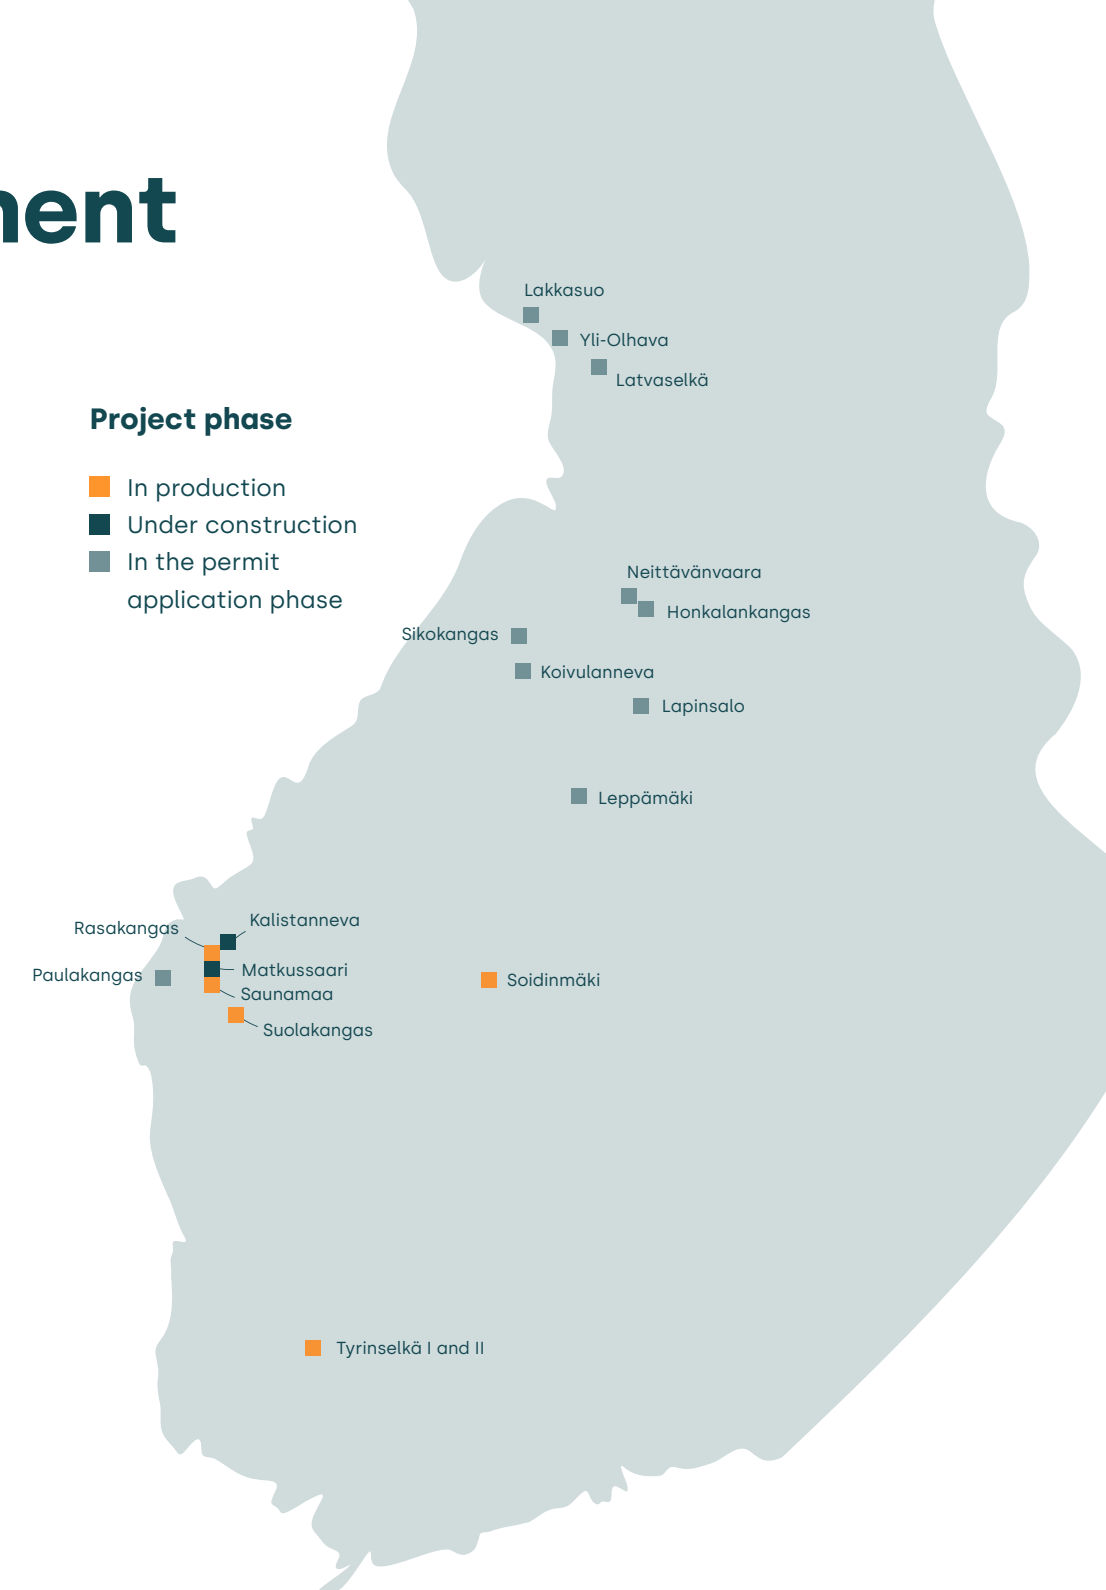 Lakkasuo
Yli-Olhava
Latvaselkä
Project phase
In production
Under construction
In the permit
application phase
Neittävänvaara
Honkalankangas
Sikokangas
Koivulanneva
Lapinsalo
Leppämäki
Kalistanneva
Rasakangas
Matkussaari
Paulakangas
Soidinmäki
Saunamaa
Suolakangas
Tyrinselkä I and II